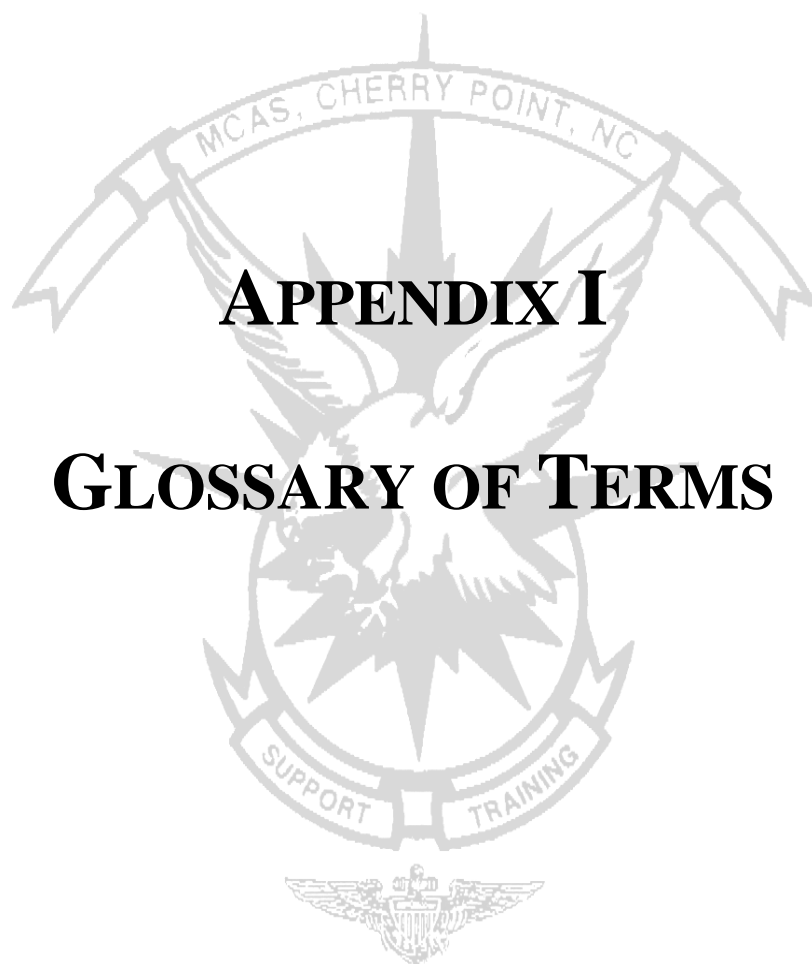 MCAS, CHERRY POINT, NC
APPENDIX I
GLOSSARY OF TERMS
SUPPORT TRAINING